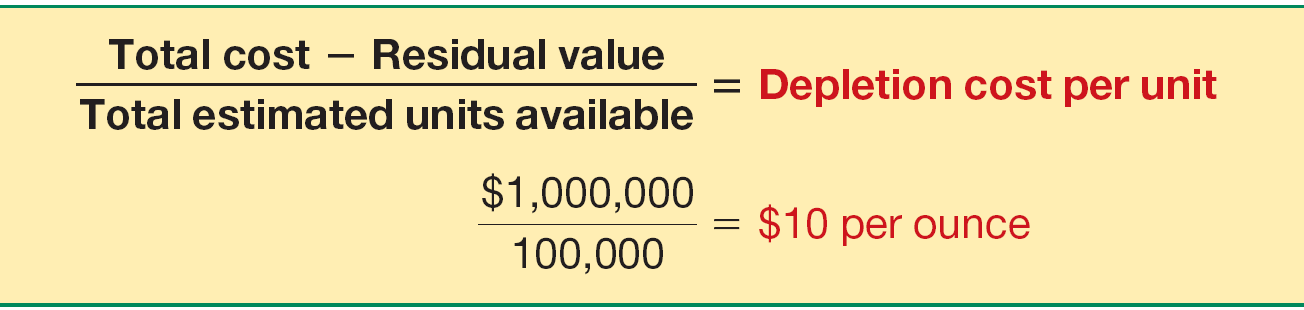 Total cost − Residual value
Total estimated units available
= Depletion cost per unit
$1,000,000
100,000
= $10 per ounce